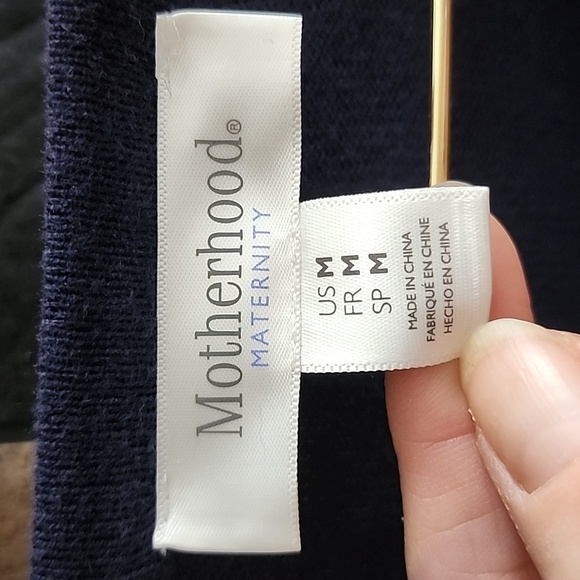 Motherhood®
MATERNITY
US M
FR M
SP M
MADE IN CHINA
FABRIQUÉ EN CHINE
HECHO EN CHINA